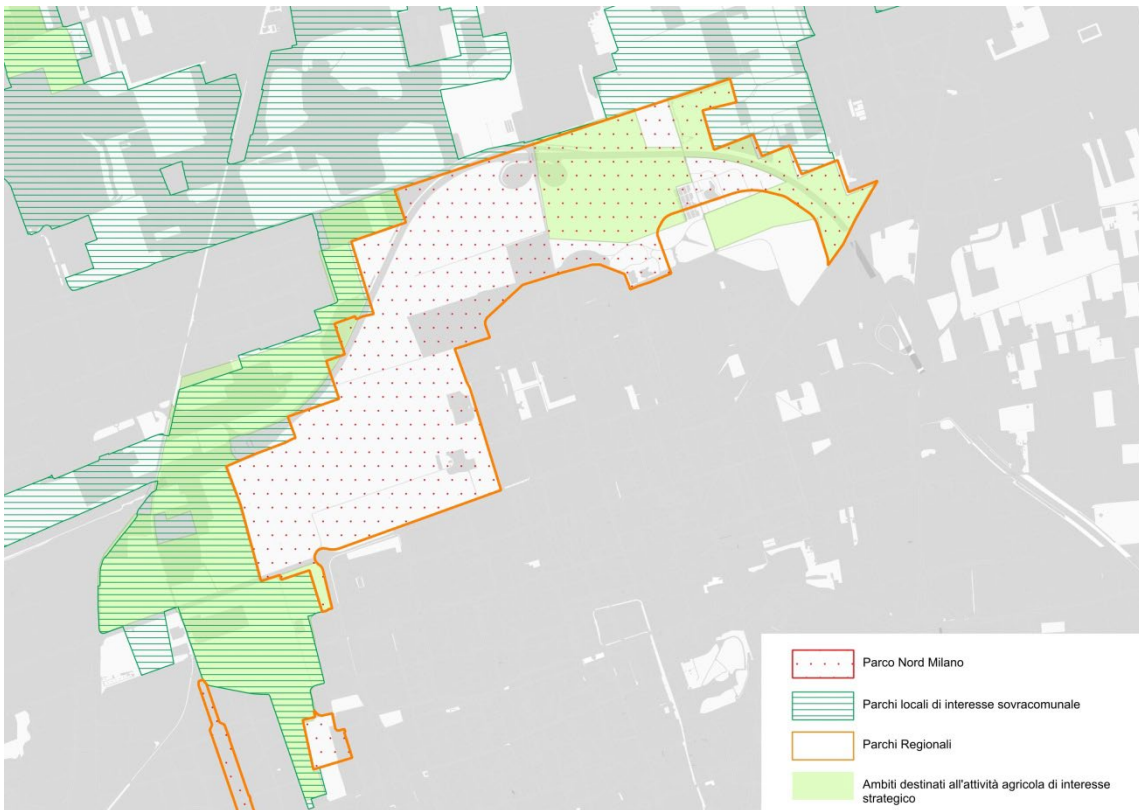 Parco Nord Milano
Parchi locali di interesse sovracomunale
Parchi Regionali
Ambiti destinati all'attività agricola di interesse
strategico